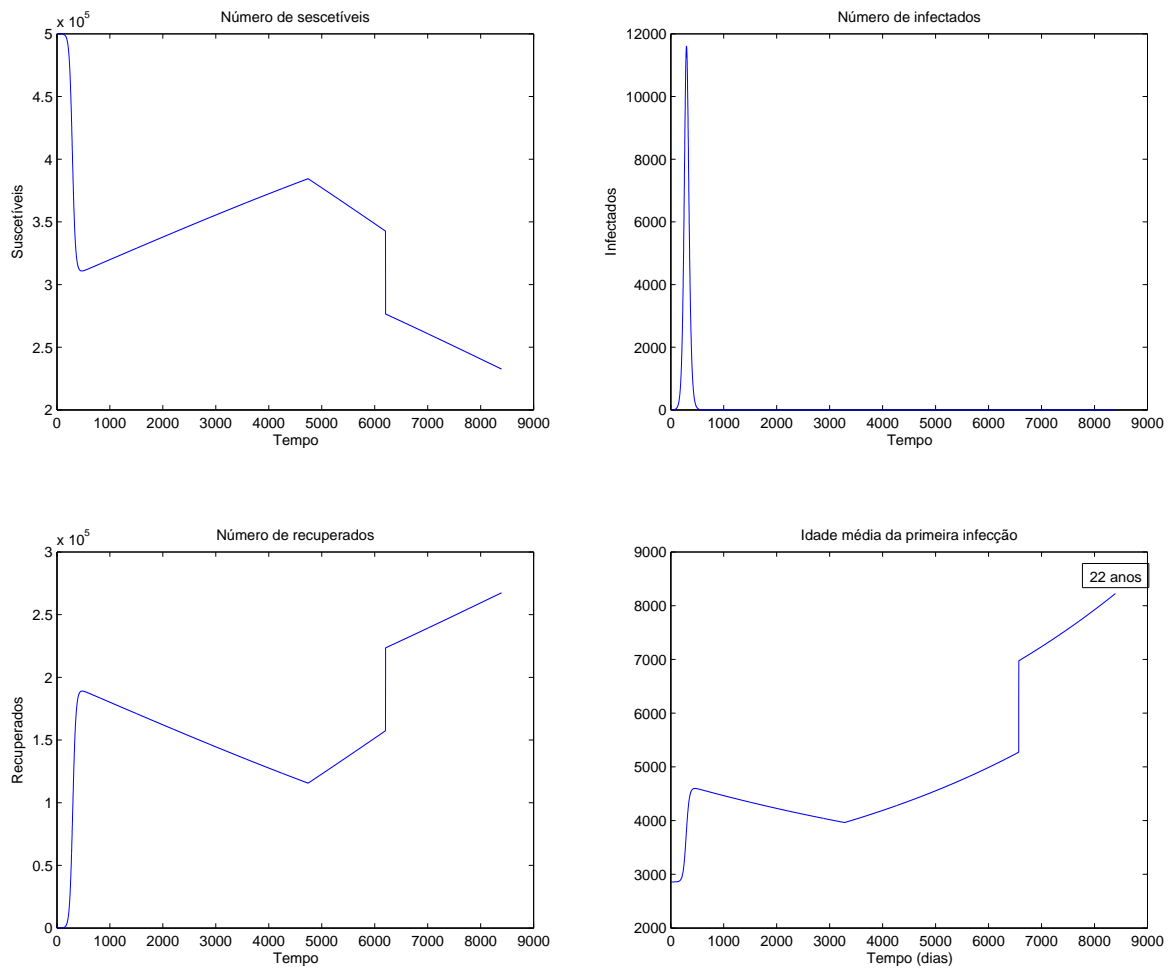 Número de sescetíveis
x 10^5
Suscetíveis
5
4.5
4
3.5
3
2.5
2
0 1000 2000 3000 4000 5000 6000 7000 8000 9000
Tempo
Número de infectados
Infectados
12000
10000
8000
6000
4000
2000
0
0 1000 2000 3000 4000 5000 6000 7000 8000 9000
Tempo
Número de recuperados
x 10^5
Recuperados
3
2.5
2
1.5
1
0.5
0
0 1000 2000 3000 4000 5000 6000 7000 8000 9000
Tempo
Idade média da primeira infecção
9000
22 anos
8000
7000
6000
5000
4000
3000
2000
0 1000 2000 3000 4000 5000 6000 7000 8000 9000
Tempo (dias)